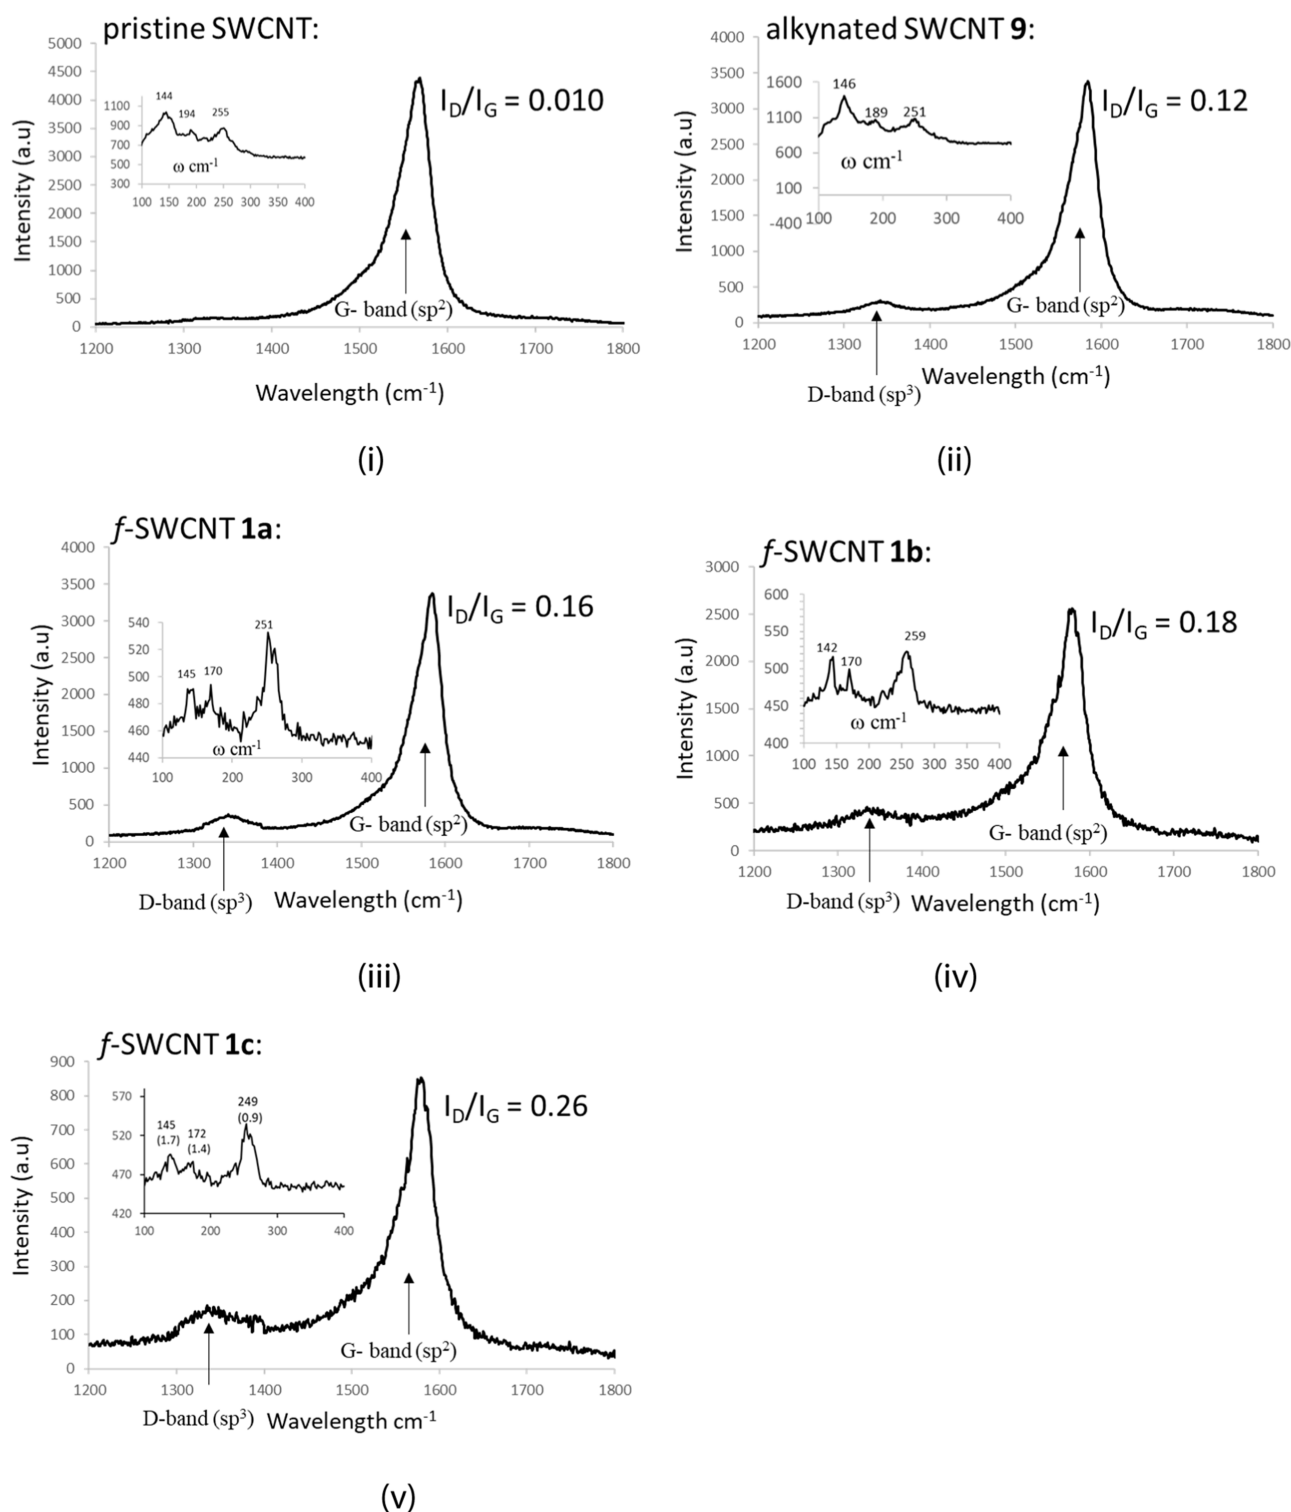 pristine SWCNT:
5000
4500
4000
3500
3000
2500
2000
1500
1000
500
0
Intensity (a.u)
I_D/I_G = 0.010
1100
900
700
500
300
144
194
255
ω cm⁻¹
100 150 200 250 300 350 400
G- band (sp²)
1200 1300 1400 1500 1600 1700 1800
Wavelength (cm⁻¹)
(i)
alkynated SWCNT 9:
4000
3500
3000
2500
2000
1500
1000
500
0
Intensity (a.u)
I_D/I_G = 0.12
1600
1100
600
100
-400
146
189
251
ω cm⁻¹
100 200 300 400
G- band (sp²)
1200 1300 1400 1500 1600 1700 1800
D-band (sp³)
Wavelength (cm⁻¹)
(ii)
f-SWCNT 1a:
4000
3500
3000
2500
2000
1500
1000
500
0
Intensity (a.u)
I_D/I_G = 0.16
540
520
500
480
460
440
145
170
251
ω cm⁻¹
100 200 300 400
G- band (sp²)
1200 1300 1400 1500 1600 1700 1800
D-band (sp³)
Wavelength (cm⁻¹)
(iii)
f-SWCNT 1b:
3000
2500
2000
1500
1000
500
0
Intensity (a.u)
I_D/I_G = 0.18
600
550
500
450
400
142
170
259
ω cm⁻¹
100 150 200 250 300 350 400
G- band (sp²)
1200 1300 1400 1500 1600 1700 1800
D-band (sp³)
Wavelength (cm⁻¹)
(iv)
f-SWCNT 1c:
900
800
700
600
500
400
300
200
100
0
Intensity (a.u)
I_D/I_G = 0.26
570
520
470
420
145
(1.7)
172
(1.4)
249
(0.9)
100 200 300 400
G- band (sp²)
1200 1300 1400 1500 1600 1700 1800
D-band (sp³)
Wavelength cm⁻¹
(v)